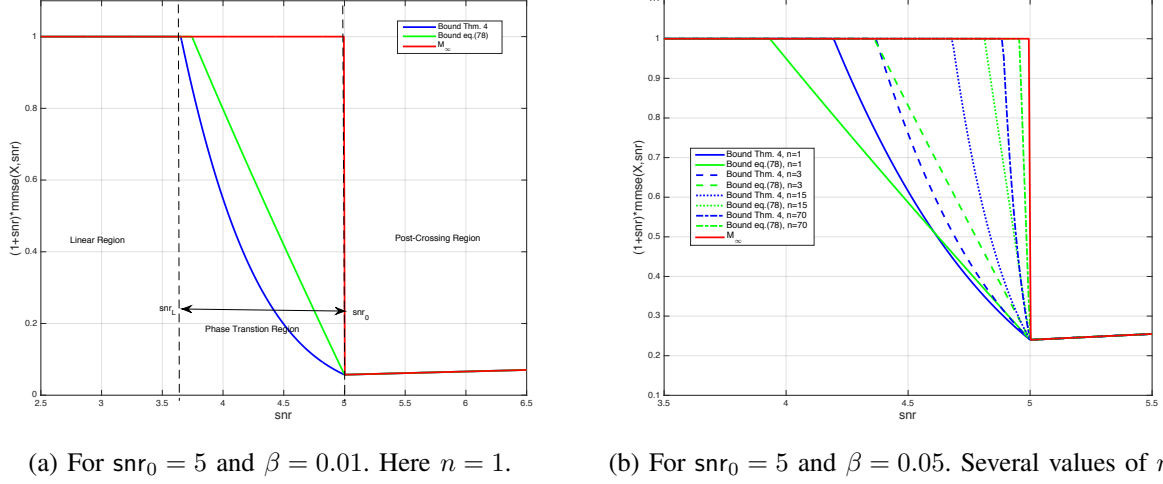 Bound Thm. 4
Bound eq.(78)
M∞
1
0.8
0.6
0.4
0.2
0
(1+snr)*mmse(X,snr)
Linear Region
Post-Crossing Region
snrL
snr0
Phase Transtion Region
2.5 3 3.5 4 4.5 5 5.5 6 6.5
snr
(a) For snr0 = 5 and β = 0.01. Here n = 1.
1
0.9
0.8
0.7
0.6
0.5
0.4
0.3
0.2
0.1
(1+snr)*mmse(X,snr)
Bound Thm. 4, n=1
Bound eq.(78), n=1
Bound Thm. 4, n=3
Bound eq.(78), n=3
Bound Thm. 4, n=15
Bound eq.(78), n=15
Bound Thm. 4, n=70
Bound eq.(78), n=70
M∞
3.5 4 4.5 5 5.5
snr
(b) For snr0 = 5 and β = 0.05. Several values of